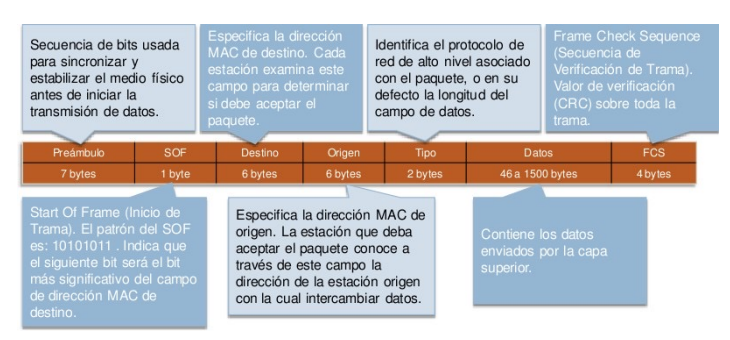 Secuencia de bits usada
para sincronizar y
estabilizar el medio físico
antes de iniciar la
transmisión de datos.
Especifica la dirección
MAC de destino. Cada
estación examina este
campo para determinar
si debe aceptar el
paquete.
Identifica el protocolo de
red de alto nivel asociado
con el paquete, o en su
defecto la longitud del
campo de datos.
Frame Check Sequence
(Secuencia de
Verificación de Trama).
Valor de verificación
(CRC) sobre toda la
trama.
Preámbulo SOF Destino Origen Tipo Datos FCS
7 bytes 1 byte 6 bytes 6 bytes 2 bytes 46 a 1500 bytes 4 bytes
Start Of Frame (Inicio de
Trama). El patrón del SOF
es: 10101011 . Indica que
el siguiente bit será el bit
más significativo del campo
de dirección MAC de
destino.
Especifica la dirección MAC de
origen. La estación que deba
aceptar el paquete conoce a
través de este campo la
dirección de la estación origen
con la cual intercambiar datos.
Contiene los datos
enviados por la capa
superior.